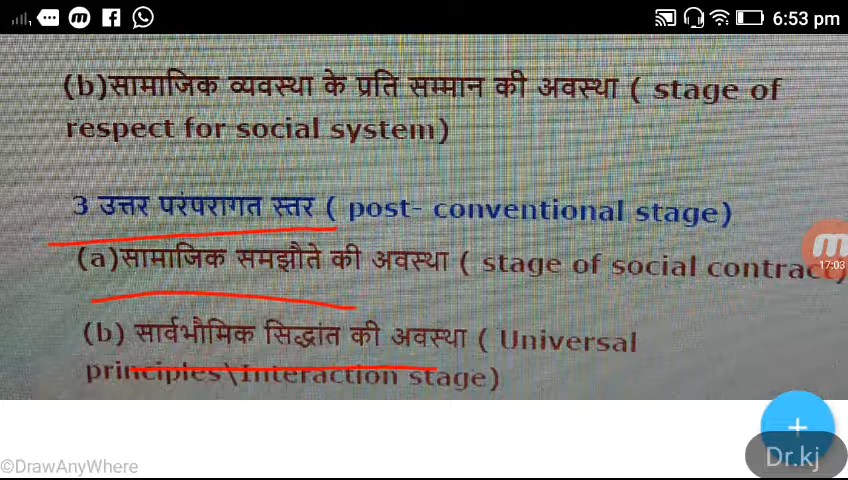 6:53 pm
(b)सामाजिक व्यवस्था के प्रति सम्मान की अवस्था ( stage of
respect for social system)
3 उत्तर परंपरागत स्तर ( post- conventional stage)
(a)सामाजिक समझौते की अवस्था ( stage of social contract)
17:03
(b) सार्वभौमिक सिद्धांत की अवस्था ( Universal
principles\Interaction stage)
Dr.kj
©DrawAnyWhere